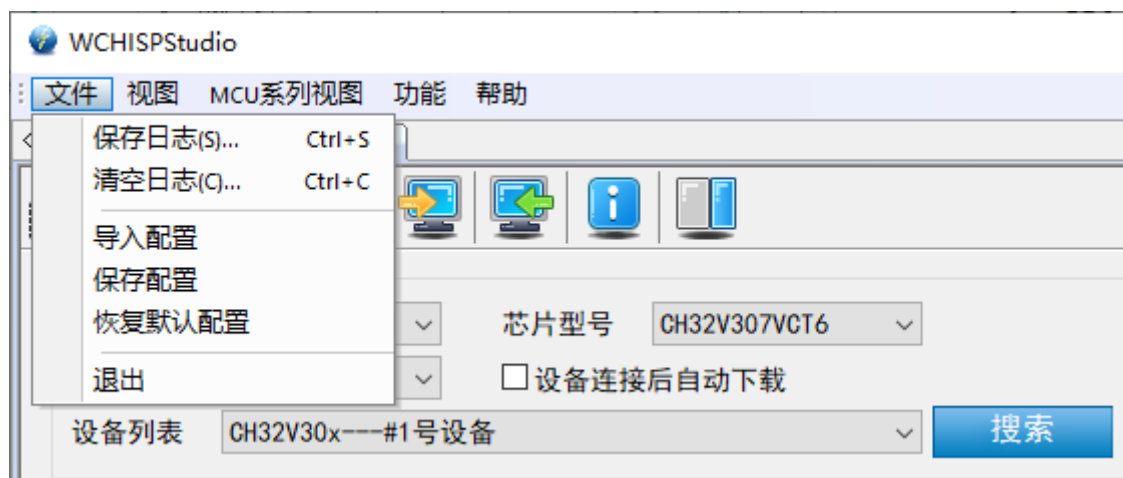 WCHISPStudio
文件 视图 MCU系列视图 功能 帮助
保存日志(S)... Ctrl+S
清空日志(C)... Ctrl+C
导入配置
保存配置
恢复默认配置
芯片型号 CH32V307VCT6
退出
设备连接后自动下载
设备列表 CH32V30x---#1号设备 搜索